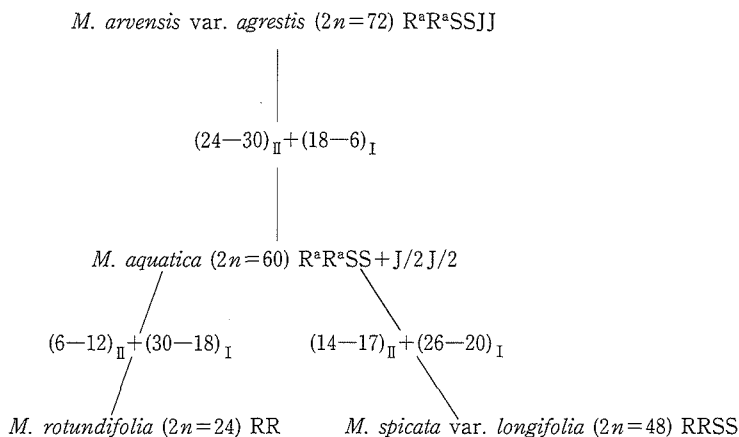 M. arvensis var. agrestis (2n=72) RᵃRᵃSSJJ
(24—30)II+(18—6)I
M. aquatica (2n=60) RᵃRᵃSS+J/2 J/2
(6—12)II+(30—18)I (14—17)II+(26—20)I
M. rotundifolia (2n=24) RR M. spicata var. longifolia (2n=48) RRSS